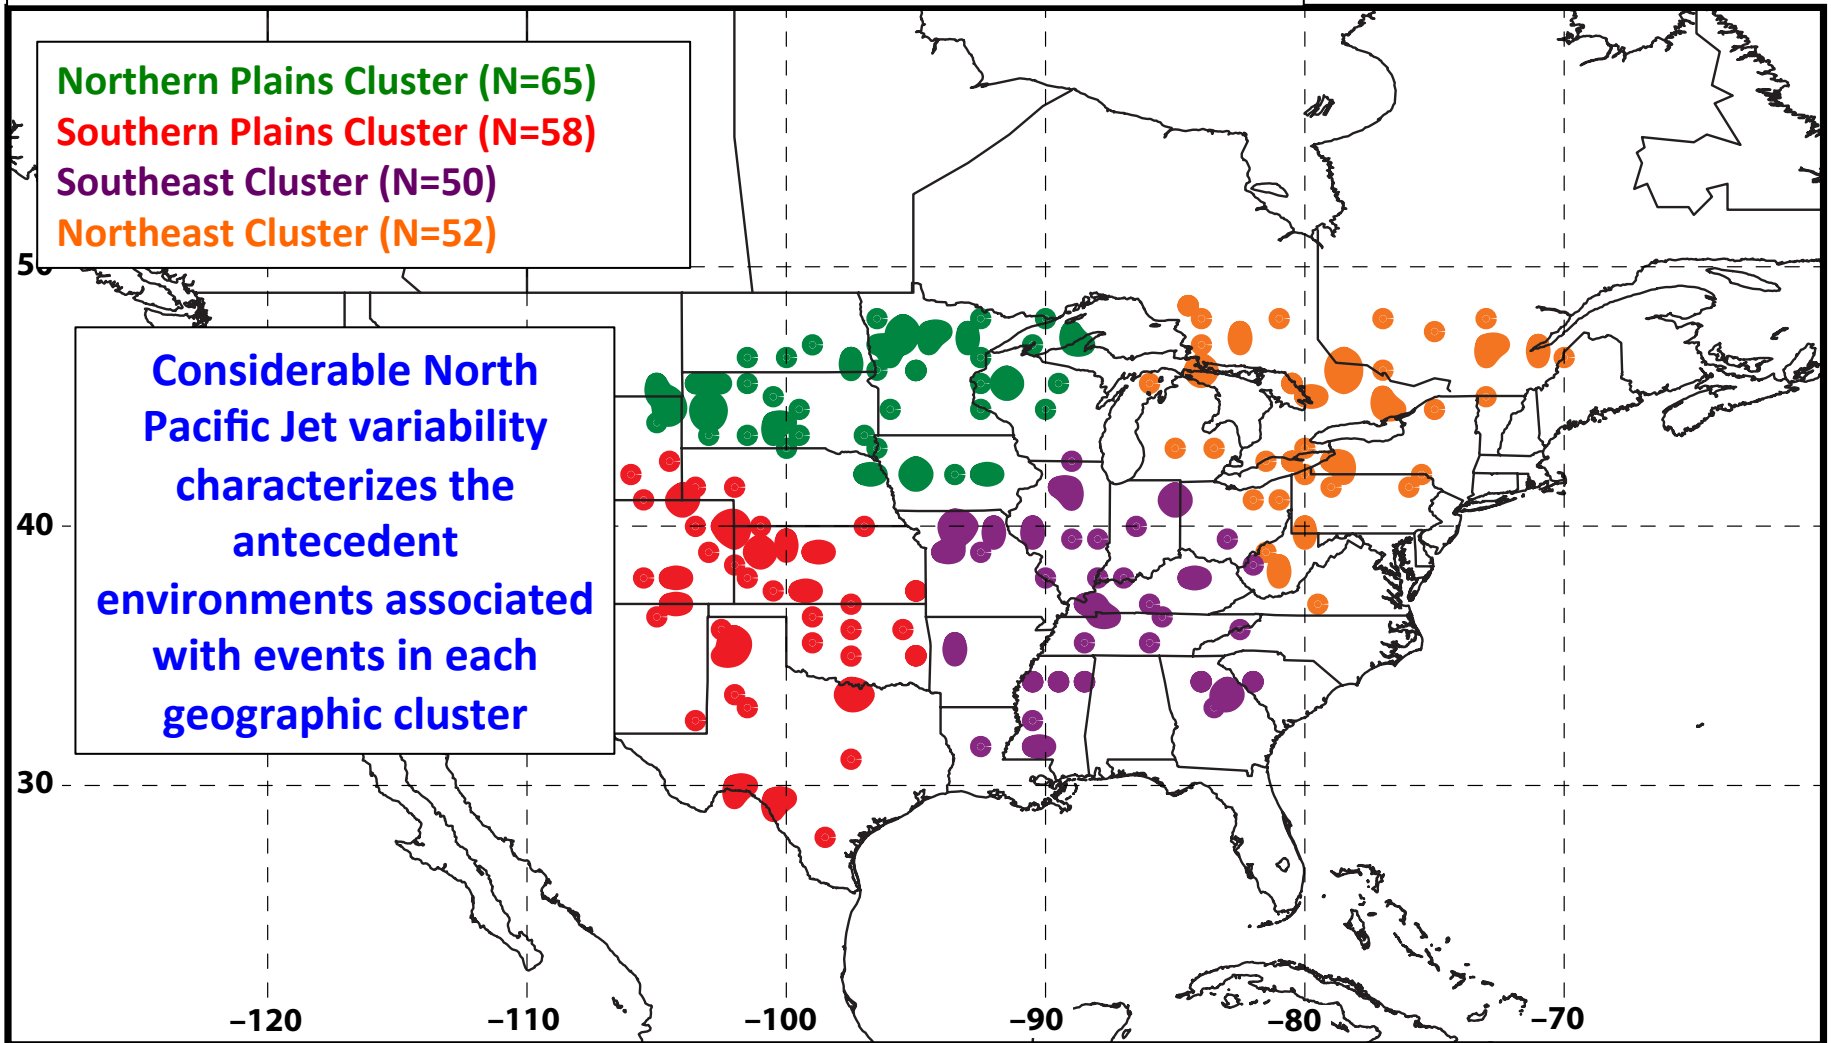 Northern Plains Cluster (N=65)
Southern Plains Cluster (N=58)
Southeast Cluster (N=50)
Northeast Cluster (N=52)
50
Considerable North
Pacific Jet variability
characterizes the
antecedent
environments associated
with events in each
geographic cluster
40
30
−120
−110
−100
−90
−80
−70